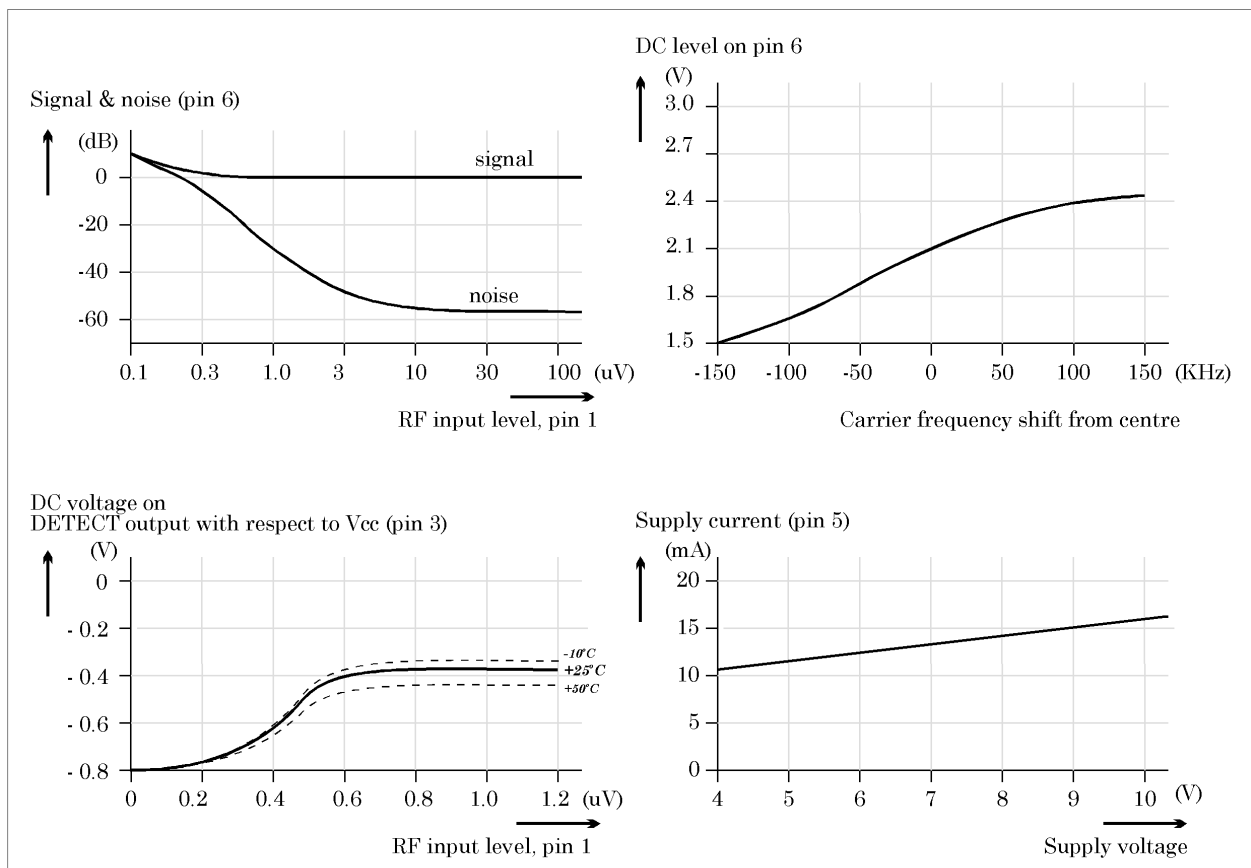 Signal & noise (pin 6)
(dB)
0
-20
-40
-60
signal
noise
0.1 0.3 1.0 3 10 30 100 (uV)
RF input level, pin 1
DC level on pin 6
(V)
3.0
2.7
2.4
2.1
1.8
1.5
-150 -100 -50 0 50 100 150 (KHz)
Carrier frequency shift from centre
DC voltage on
DETECT output with respect to Vcc (pin 3)
(V)
0
- 0.2
- 0.4
- 0.6
- 0.8
-10°C
+25°C
+50°C
0 0.2 0.4 0.6 0.8 1.0 1.2 (uV)
RF input level, pin 1
Supply current (pin 5)
(mA)
20
15
10
5
0
4 5 6 7 8 9 10 (V)
Supply voltage